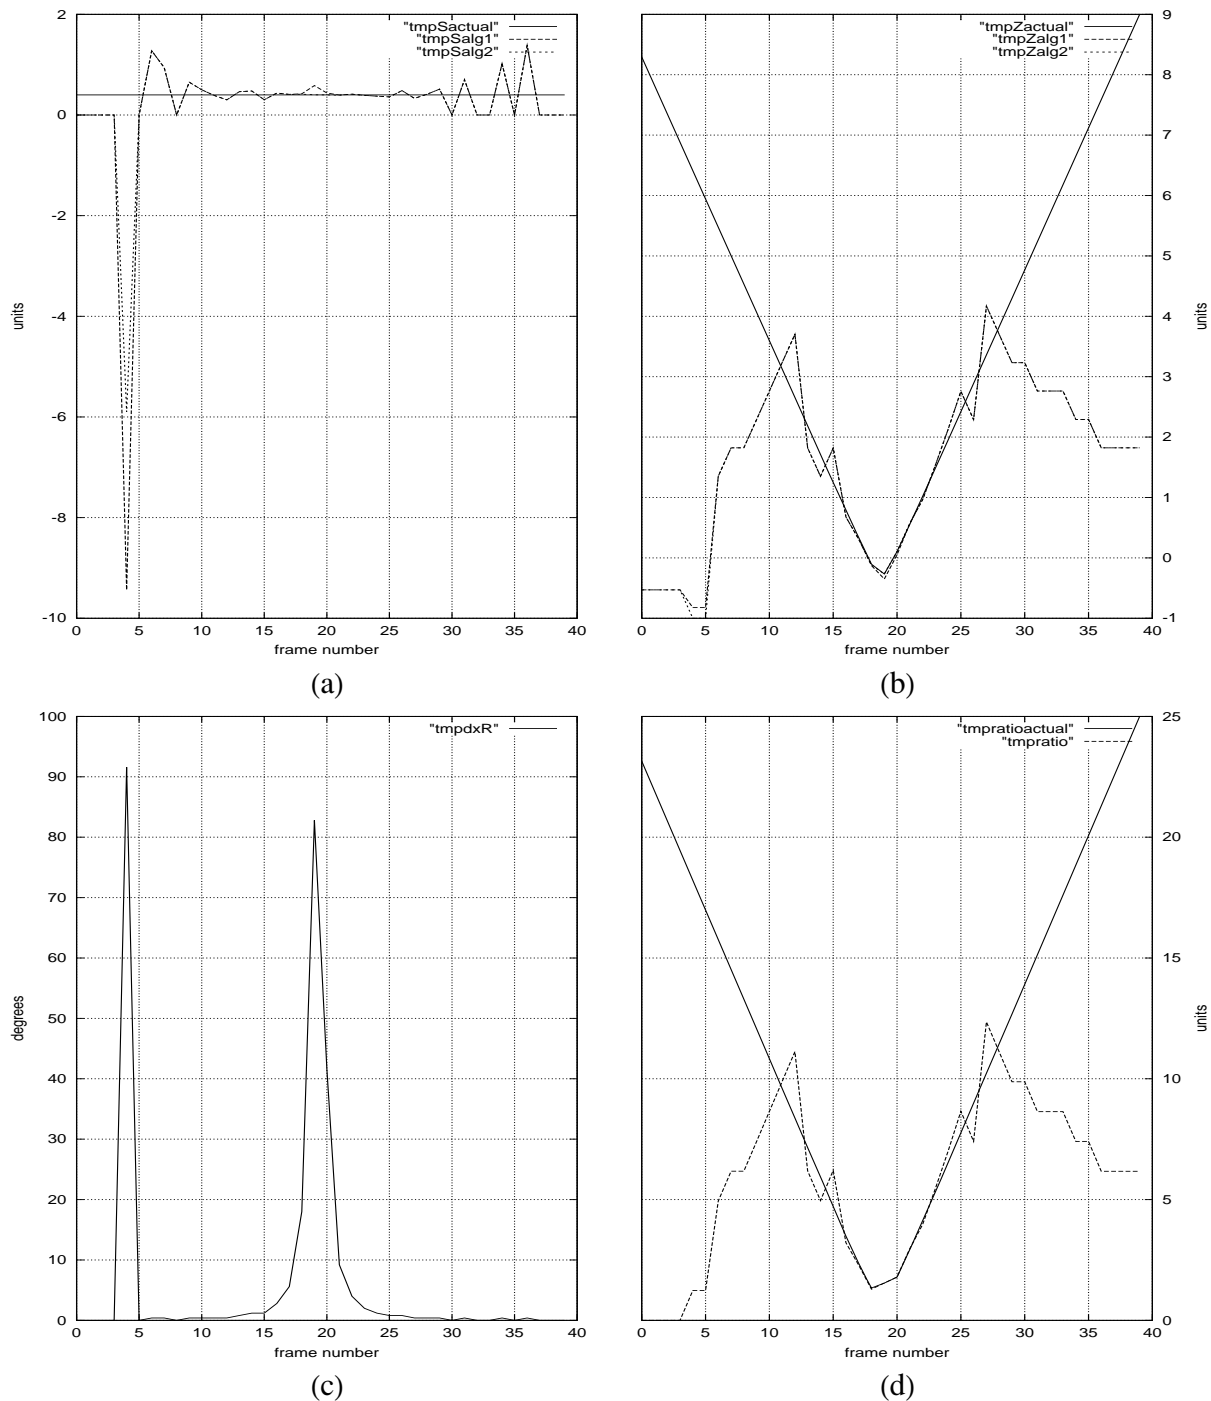 2
0
-2
-4
-6
-8
-10
0 5 10 15 20 25 30 35 40
units
frame number
"tmpSactual"
"tmpSalg1"
"tmpSalg2"
(a)
9
8
7
6
5
4
3
2
1
0
-1
0 5 10 15 20 25 30 35 40
units
frame number
"tmpZactual"
"tmpZalg1"
"tmpZalg2"
(b)
100
90
80
70
60
50
40
30
20
10
0
0 5 10 15 20 25 30 35 40
degrees
frame number
"tmpdxR"
(c)
25
20
15
10
5
0
0 5 10 15 20 25 30 35 40
units
frame number
"tmpratioactual"
"tmpratio"
(d)